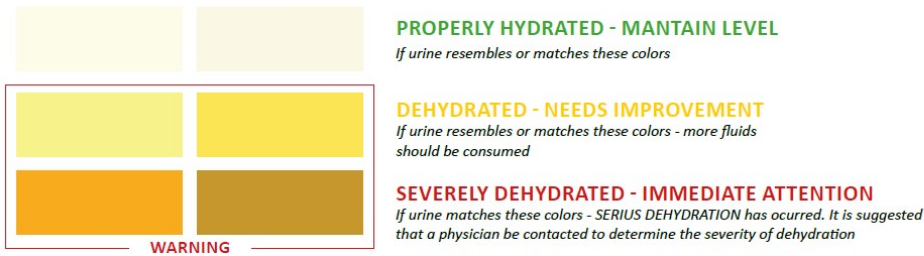 PROPERLY HYDRATED - MANTAIN LEVEL
If urine resembles or matches these colors
DEHYDRATED - NEEDS IMPROVEMENT
If urine resembles or matches these colors - more fluids
should be consumed
SEVERELY DEHYDRATED - IMMEDIATE ATTENTION
If urine matches these colors - SERIUS DEHYDRATION has ocurred. It is suggested
that a physician be contacted to determine the severity of dehydration
WARNING